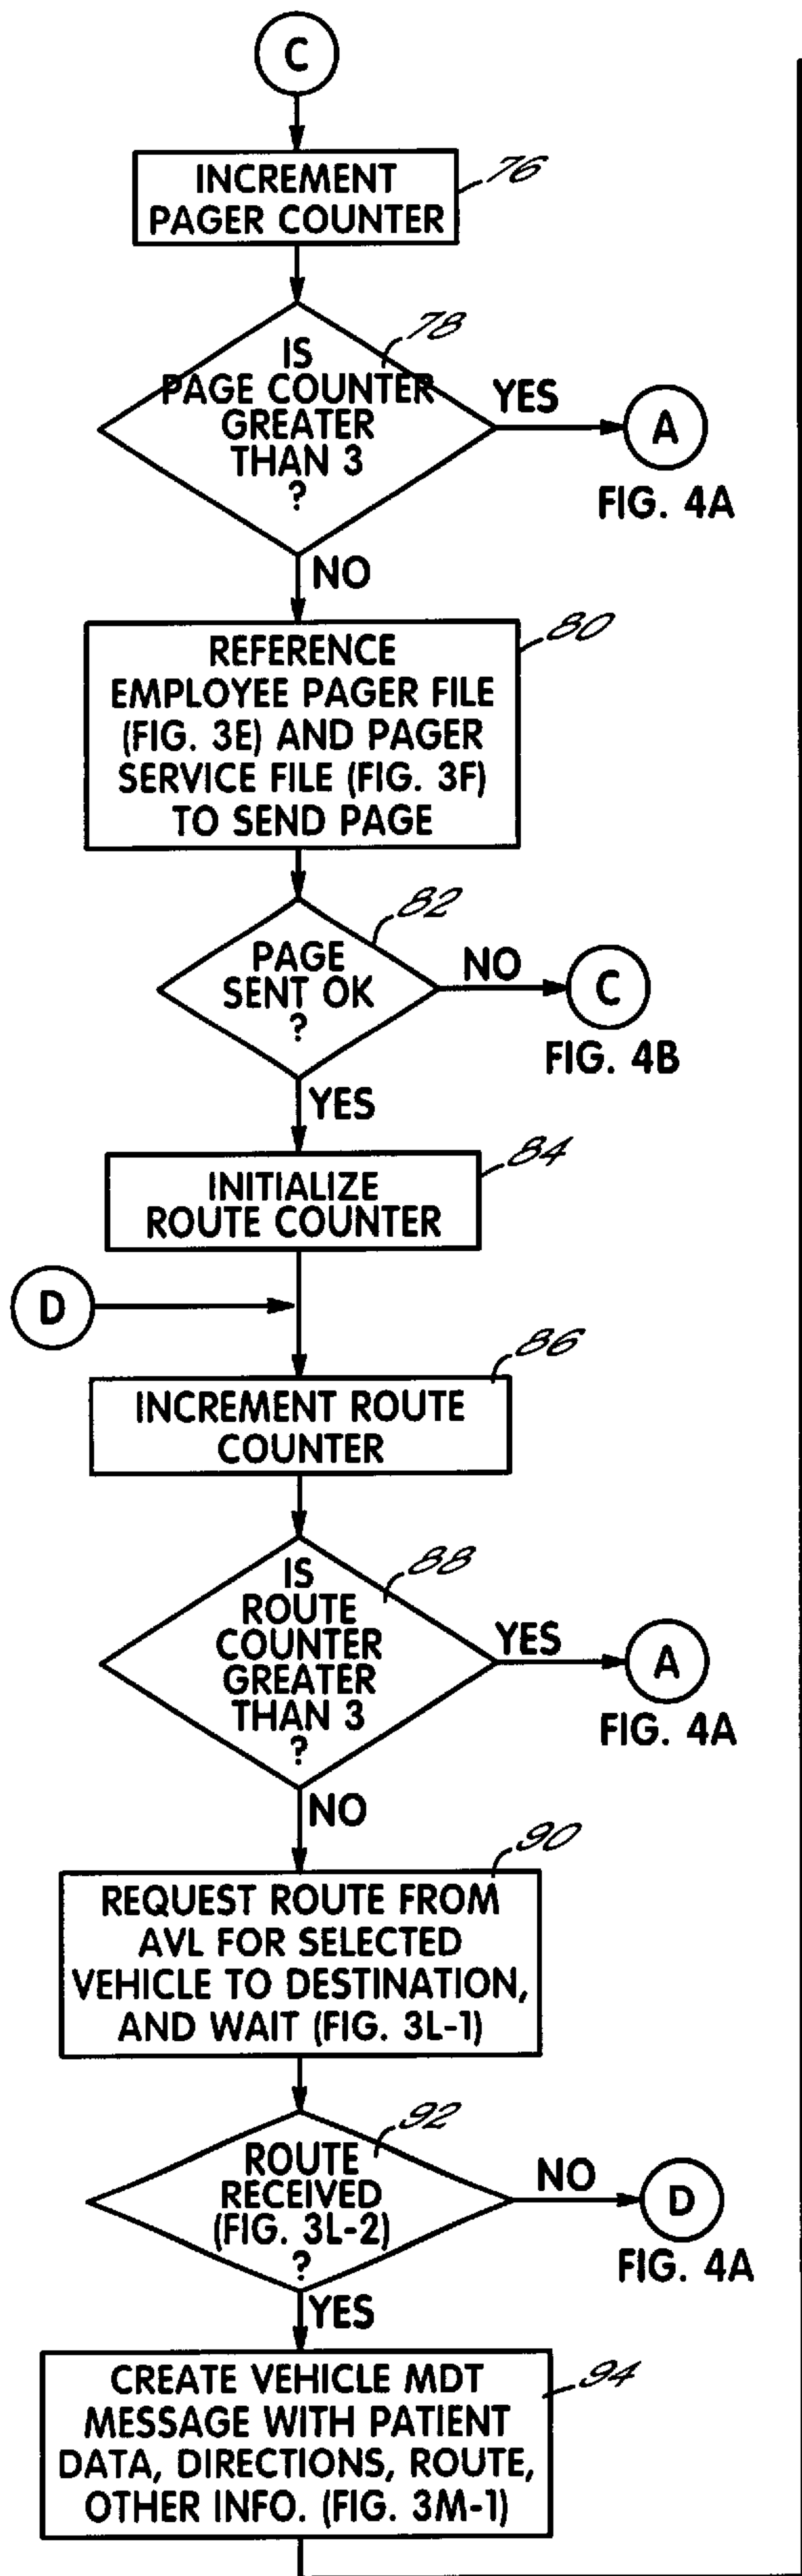 C
INCREMENT
PAGER COUNTER
76
IS
PAGE COUNTER
GREATER
THAN 3
?
78
YES
A
FIG. 4A
NO
REFERENCE
EMPLOYEE PAGER FILE
(FIG. 3E) AND PAGER
SERVICE FILE (FIG. 3F)
TO SEND PAGE
80
PAGE
SENT OK
?
82
NO
C
FIG. 4B
YES
INITIALIZE
ROUTE COUNTER
84
D
INCREMENT ROUTE
COUNTER
86
IS
ROUTE
COUNTER
GREATER
THAN 3
?
88
YES
A
FIG. 4A
NO
REQUEST ROUTE FROM
AVL FOR SELECTED
VEHICLE TO DESTINATION,
AND WAIT (FIG. 3L-1)
90
ROUTE
RECEIVED
(FIG. 3L-2)
?
92
NO
D
FIG. 4A
YES
CREATE VEHICLE MDT
MESSAGE WITH PATIENT
DATA, DIRECTIONS, ROUTE,
OTHER INFO. (FIG. 3M-1)
94